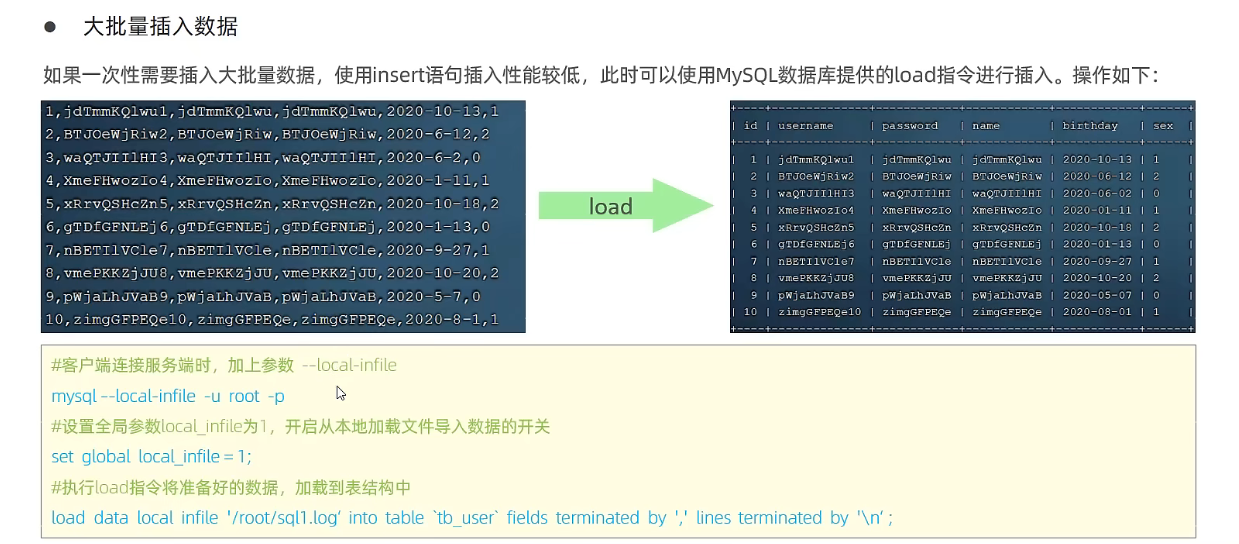 ● 大批量插入数据
如果一次性需要插入大批量数据，使用insert语句插入性能较低，此时可以使用MySQL数据库提供的load指令进行插入。操作如下：
1,jdTmmKQlwu1,jdTmmKQlwu,jdTmmKQlwu,2020-10-13,1
2,BTJOeWjRiw2,BTJOeWjRiw,BTJOeWjRiw,2020-6-12,2
3,waQTJIIlHI3,waQTJIIlHI,waQTJIIlHI,2020-6-2,0
4,XmeFHwozIo4,XmeFHwozIo,XmeFHwozIo,2020-1-11,1
5,xRrvQSHcZn5,xRrvQSHcZn,xRrvQSHcZn,2020-10-18,2
6,gTDfGFNLEj6,gTDfGFNLEj,gTDfGFNLEj,2020-1-13,0
7,nBETIlVCle7,nBETIlVCle,nBETIlVCle,2020-9-27,1
8,vmePKKZjJU8,vmePKKZjJU,vmePKKZjJU,2020-10-20,2
9,pWjaLhJVaB9,pWjaLhJVaB,pWjaLhJVaB,2020-5-7,0
10,zimgGFPEQe10,zimgGFPEQe,zimgGFPEQe,2020-8-1,1
load
| id | username | password | name | birthday | sex |
| 1 | jdTmmKQlwu1 | jdTmmKQlwu | jdTmmKQlwu | 2020-10-13 | 1 |
| 2 | BTJOeWjRiw2 | BTJOeWjRiw | BTJOeWjRiw | 2020-06-12 | 2 |
| 3 | waQTJIIlHI3 | waQTJIIlHI | waQTJIIlHI | 2020-06-02 | 0 |
| 4 | XmeFHwozIo4 | XmeFHwozIo | XmeFHwozIo | 2020-01-11 | 1 |
| 5 | xRrvQSHcZn5 | xRrvQSHcZn | xRrvQSHcZn | 2020-10-18 | 2 |
| 6 | gTDfGFNLEj6 | gTDfGFNLEj | gTDfGFNLEj | 2020-01-13 | 0 |
| 7 | nBETIlVCle7 | nBETIlVCle | nBETIlVCle | 2020-09-27 | 1 |
| 8 | vmePKKZjJU8 | vmePKKZjJU | vmePKKZjJU | 2020-10-20 | 2 |
| 9 | pWjaLhJVaB9 | pWjaLhJVaB | pWjaLhJVaB | 2020-05-07 | 0 |
| 10 | zimgGFPEQe10 | zimgGFPEQe | zimgGFPEQe | 2020-08-01 | 1 |
#客户端连接服务端时，加上参数 --local-infile
mysql --local-infile -u root -p
#设置全局参数local_infile为1，开启从本地加载文件导入数据的开关
set global local_infile = 1;
#执行load指令将准备好的数据，加载到表结构中
load data local infile '/root/sql1.log' into table `tb_user` fields terminated by ',' lines terminated by '\n' ;